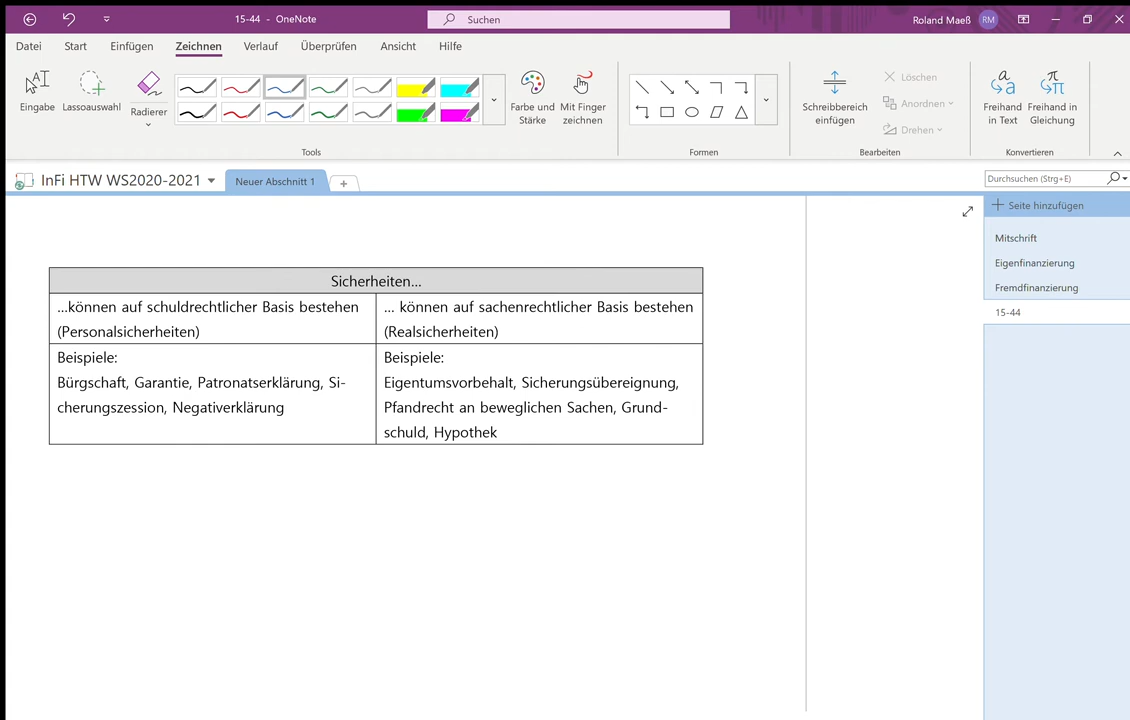 15-44 - OneNote
Suchen
Roland Maeß
RM
Datei
Start
Einfügen
Zeichnen
Verlauf
Überprüfen
Ansicht
Hilfe
Eingabe
Lassoauswahl
Radierer
Farbe und
Stärke
Mit Finger
zeichnen
Schreibbereich
einfügen
Löschen
Anordnen
Drehen
Freihand
in Text
Freihand in
Gleichung
Tools
Formen
Bearbeiten
Konvertieren
InFi HTW WS2020-2021
Neuer Abschnitt 1
Durchsuchen (Strg+E)
Seite hinzufügen
Mitschrift
Eigenfinanzierung
Fremdfinanzierung
15-44
Sicherheiten...
...können auf schuldrechtlicher Basis bestehen
(Personalsicherheiten)
... können auf sachenrechtlicher Basis bestehen
(Realsicherheiten)
Beispiele:
Bürgschaft, Garantie, Patronatserklärung, Si-
cherungszession, Negativerklärung
Beispiele:
Eigentumsvorbehalt, Sicherungsübereignung,
Pfandrecht an beweglichen Sachen, Grund-
schuld, Hypothek